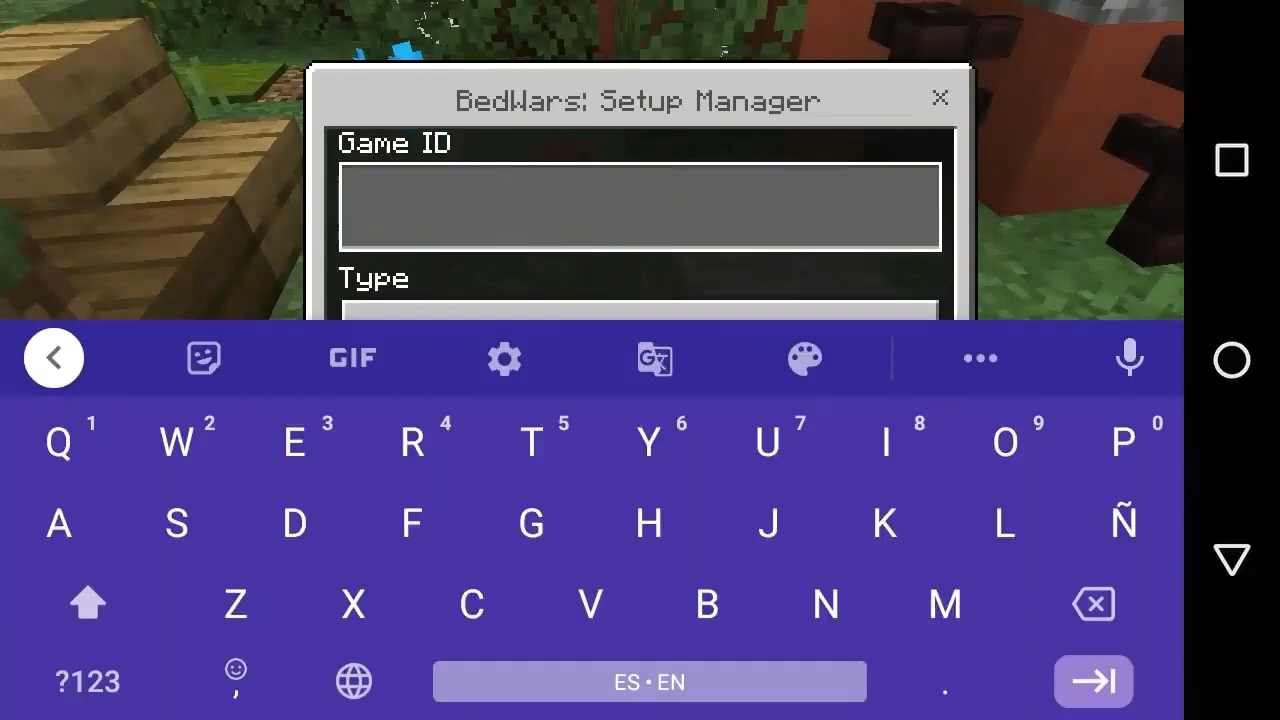 BedWars: Setup Manager
Game ID
Type
GIF
Q 1 W 2 E 3 R 4 T 5 Y 6 U 7 I 8 O 9 P 0
A S D F G H J K L Ñ
Z X C V B N M
?123 , ES • EN .